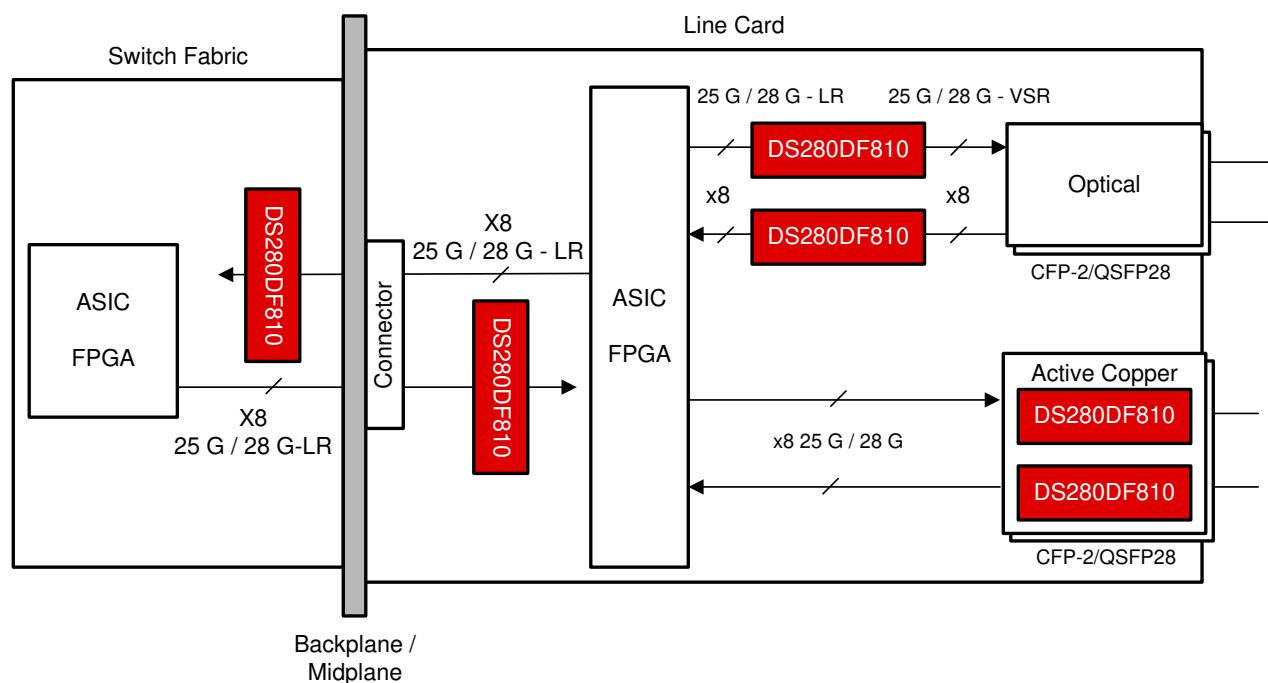 Line Card
Switch Fabric
25 G / 28 G - LR
25 G / 28 G - VSR
DS280DF810
Optical
x8
x8
DS280DF810
CFP-2/QSFP28
DS280DF810
X8
25 G / 28 G - LR
ASIC
FPGA
Connector
ASIC
FPGA
DS280DF810
X8
25 G / 28 G-LR
Active Copper
DS280DF810
x8 25 G / 28 G
DS280DF810
CFP-2/QSFP28
Backplane /
Midplane